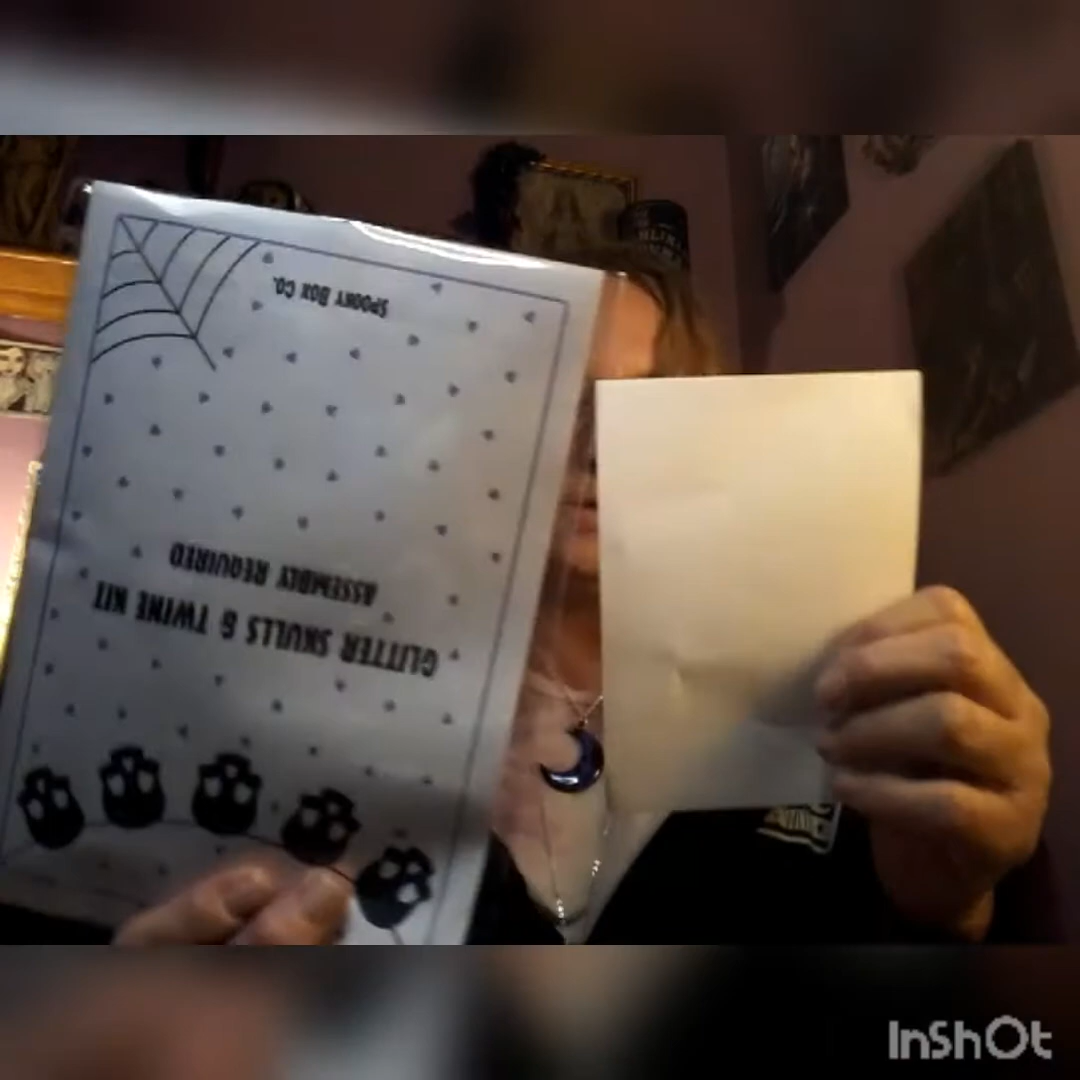 GLITTER SKULLS & TWINE KIT
ASSEMBLY REQUIRED
SPOOKY BOX CO.
InShOt